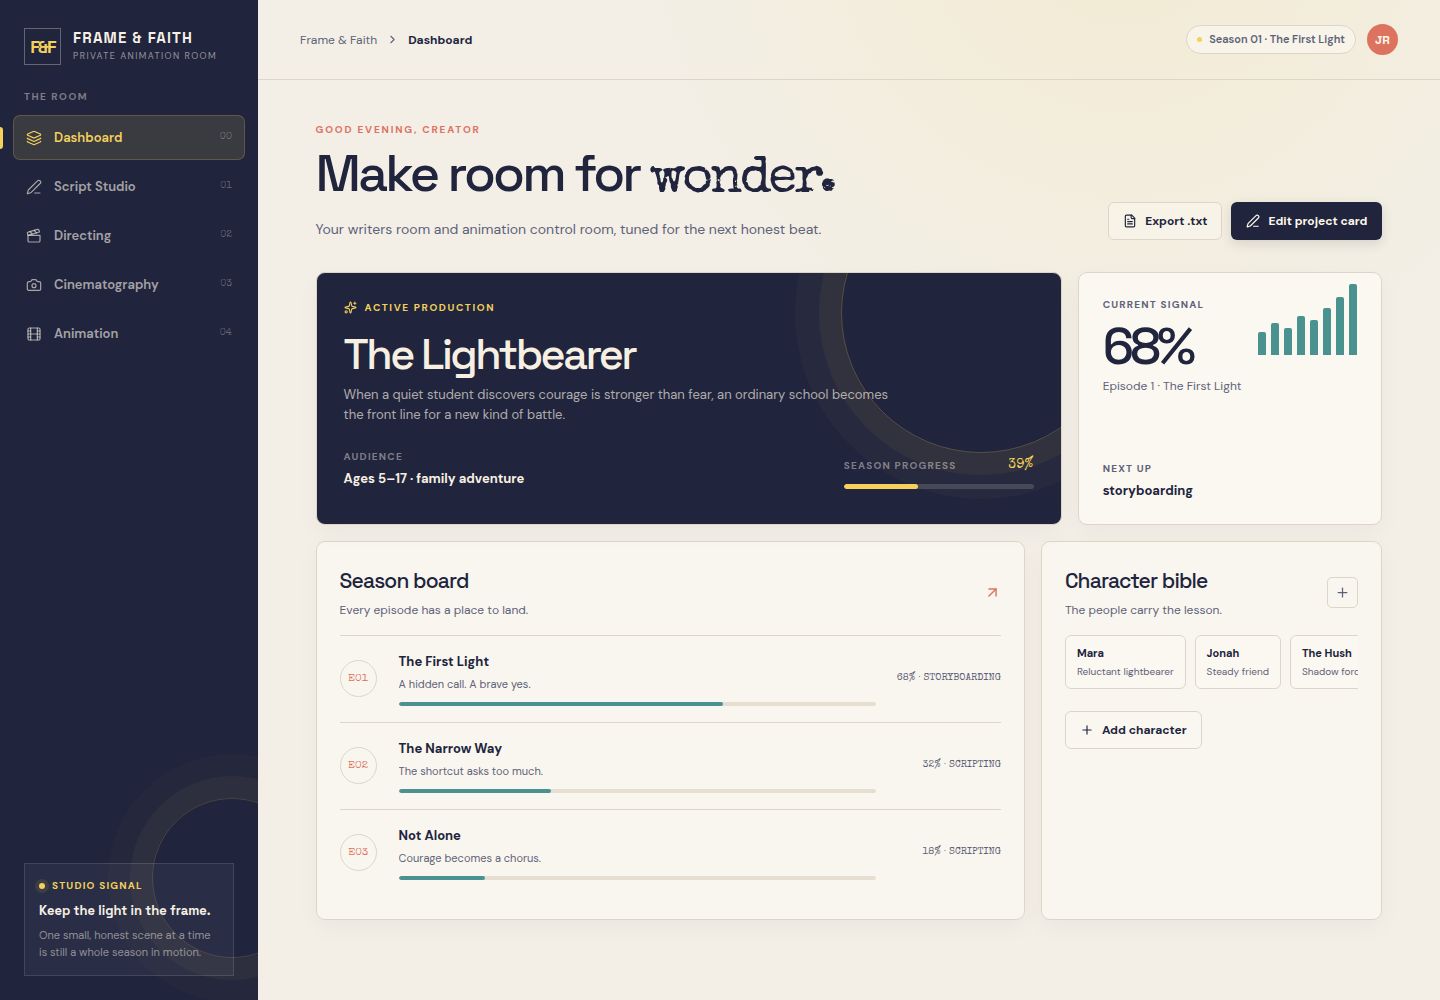 F&F
FRAME & FAITH
PRIVATE ANIMATION ROOM
THE ROOM
Dashboard 00
Script Studio 01
Directing 02
Cinematography 03
Animation 04
STUDIO SIGNAL
Keep the light in the frame.
One small, honest scene at a time
is still a whole season in motion.
Frame & Faith > Dashboard
Season 01 · The First Light
JR
GOOD EVENING, CREATOR
Make room for wonder.
Your writers room and animation control room, tuned for the next honest beat.
Export .txt
Edit project card
ACTIVE PRODUCTION
The Lightbearer
When a quiet student discovers courage is stronger than fear, an ordinary school becomes
the front line for a new kind of battle.
AUDIENCE
Ages 5–17 · family adventure
SEASON PROGRESS 39%
CURRENT SIGNAL
68%
Episode 1 · The First Light
NEXT UP
storyboarding
Season board
Every episode has a place to land.
E01
The First Light
A hidden call. A brave yes.
68% · STORYBOARDING
E02
The Narrow Way
The shortcut asks too much.
32% · SCRIPTING
E03
Not Alone
Courage becomes a chorus.
18% · SCRIPTING
Character bible
The people carry the lesson.
+
Mara
Reluctant lightbearer
Jonah
Steady friend
The Hush
Shadow forc
+ Add character